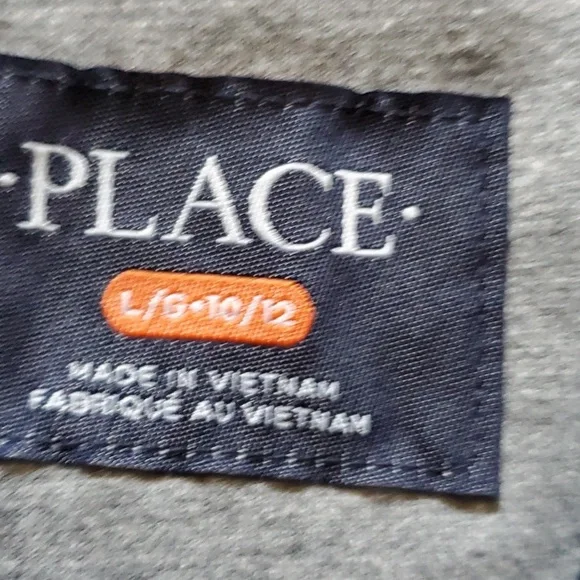 ·PLACE·
L/G•10/12
MADE IN VIETNAM
FABRIQUÉ AU VIETNAM